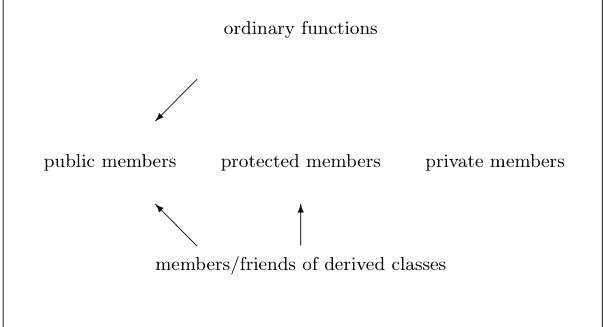 ordinary functions
public members protected members private members
members/friends of derived classes